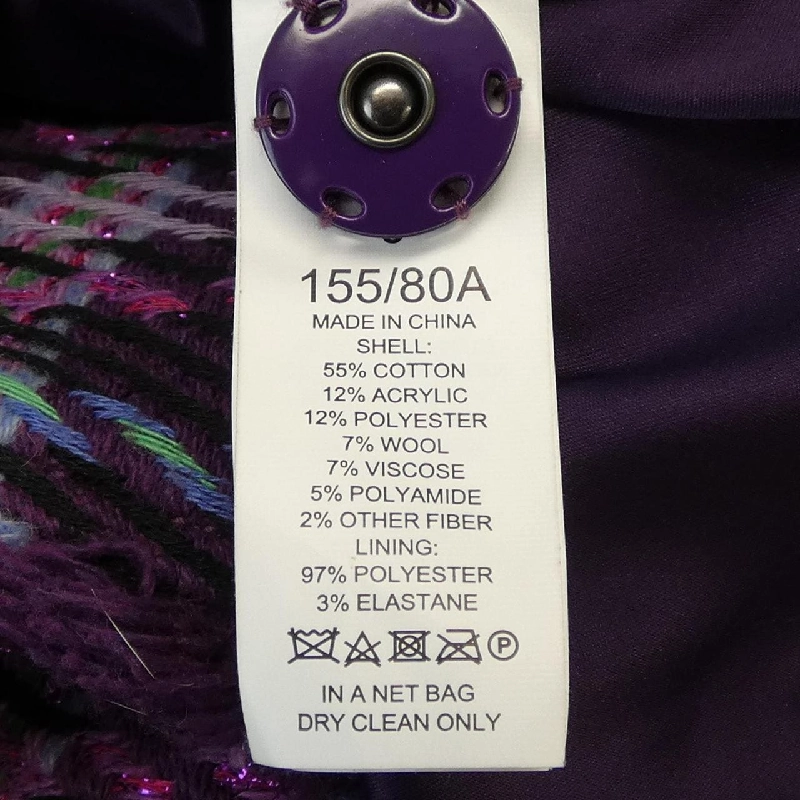 155/80A
MADE IN CHINA
SHELL:
55% COTTON
12% ACRYLIC
12% POLYESTER
7% WOOL
7% VISCOSE
5% POLYAMIDE
2% OTHER FIBER
LINING:
97% POLYESTER
3% ELASTANE
P
IN A NET BAG
DRY CLEAN ONLY